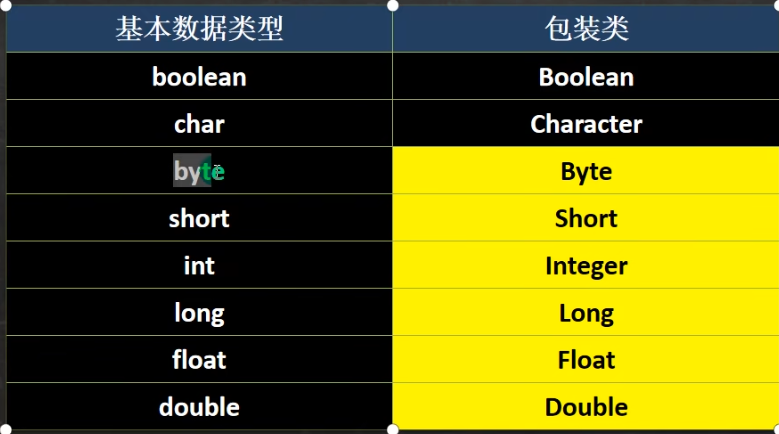 基本数据类型 包装类
boolean Boolean
char Character
byte Byte
short Short
int Integer
long Long
float Float
double Double